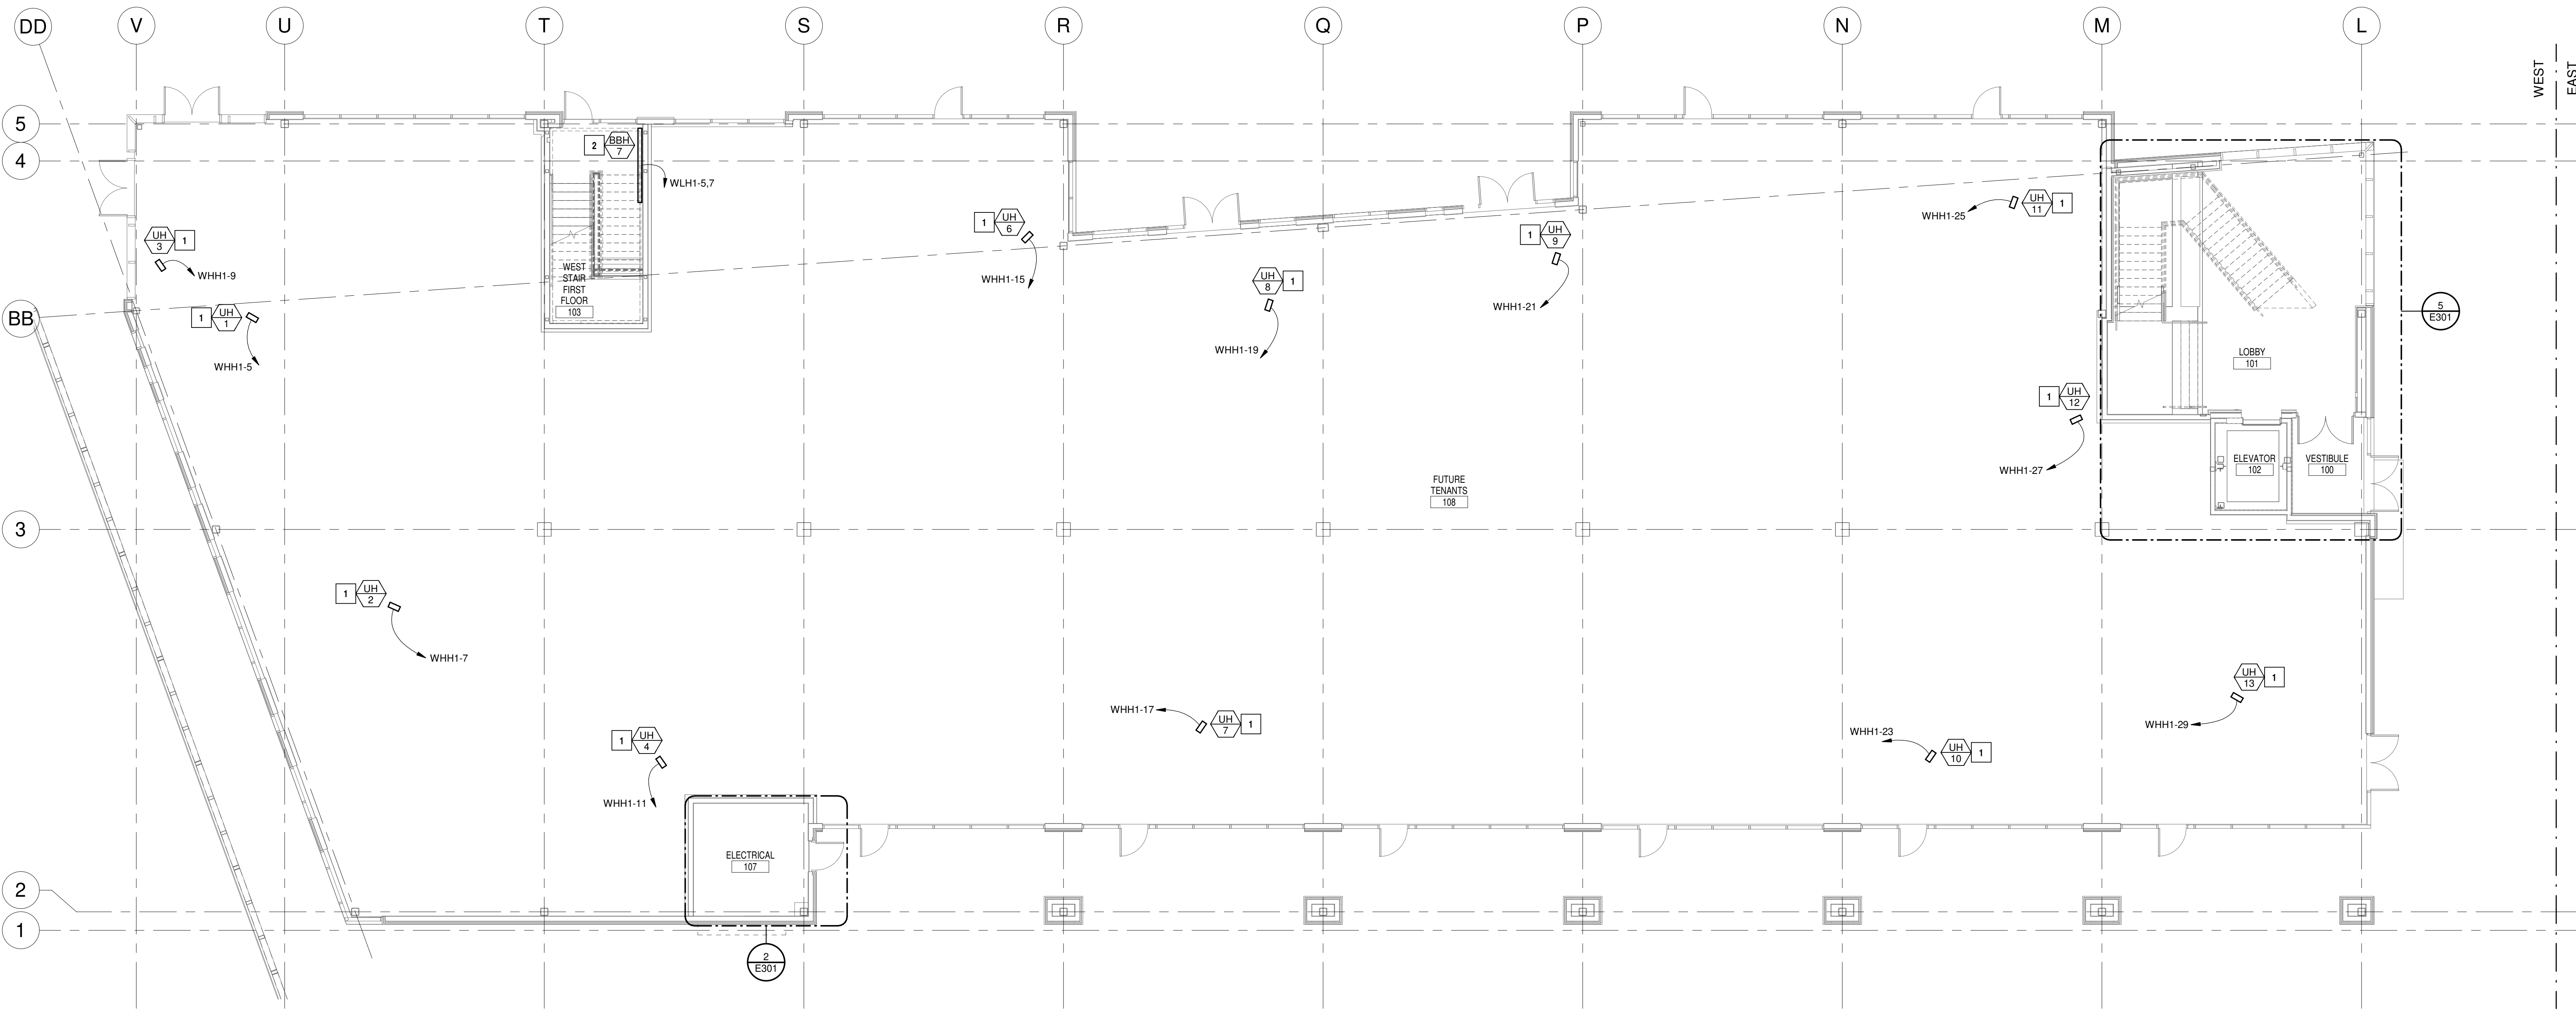 DD
V
U
T
S
R
Q
P
N
M
L
WEST
EAST
5
4
BB
3
2
1
2
BBH
7
WLH1-5,7
UH
3
1
WHH1-9
1
UH
1
WHH1-5
WEST
STAIR
FIRST
FLOOR
103
1
UH
6
WHH1-15
UH
8
1
WHH1-19
1
UH
9
WHH1-21
WHH1-25
UH
11
1
1
UH
12
WHH1-27
LOBBY
101
5
E301
ELEVATOR
102
VESTIBULE
100
FUTURE
TENANTS
108
1
UH
2
WHH1-7
1
UH
4
WHH1-11
WHH1-17
UH
7
1
WHH1-23
UH
10
1
UH
13
1
WHH1-29
ELECTRICAL
107
2
E301